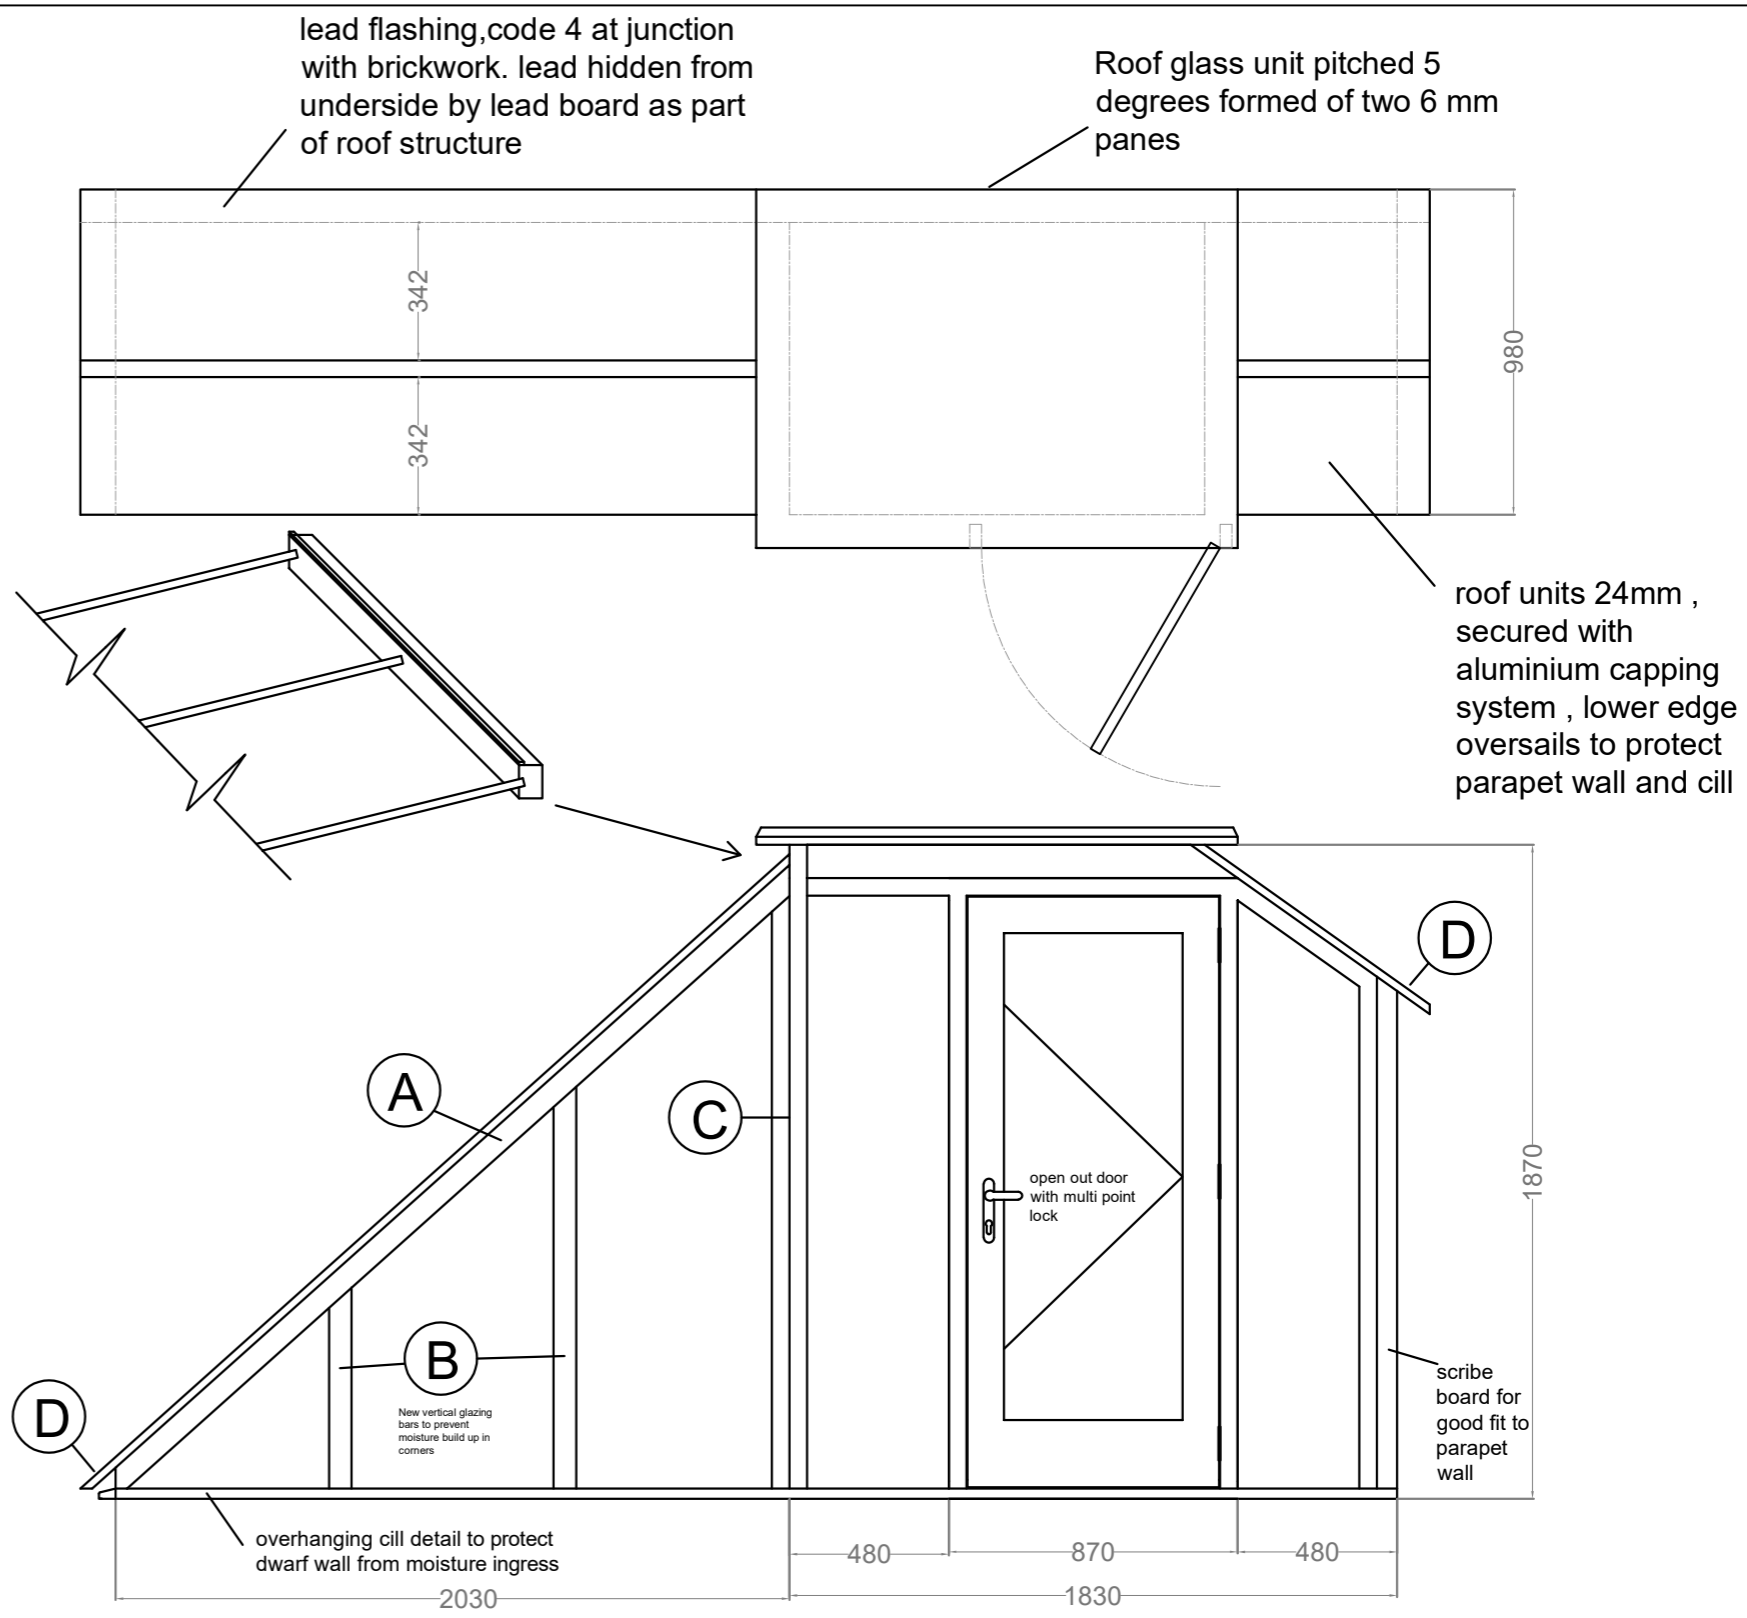 lead flashing,code 4 at junction
with brickwork. lead hidden from
underside by lead board as part
of roof structure
Roof glass unit pitched 5
degrees formed of two 6 mm
panes
342
342
980
roof units 24mm ,
secured with
aluminium capping
system , lower edge
oversails to protect
parapet wall and cill
D
A
C
1870
open out door
with multi point
lock
B
New vertical glazing
bars to prevent
moisture build up in
corners
D
scribe
board for
good fit to
parapet
wall
overhanging cill detail to protect
dwarf wall from moisture ingress
480
870
480
2030
1830